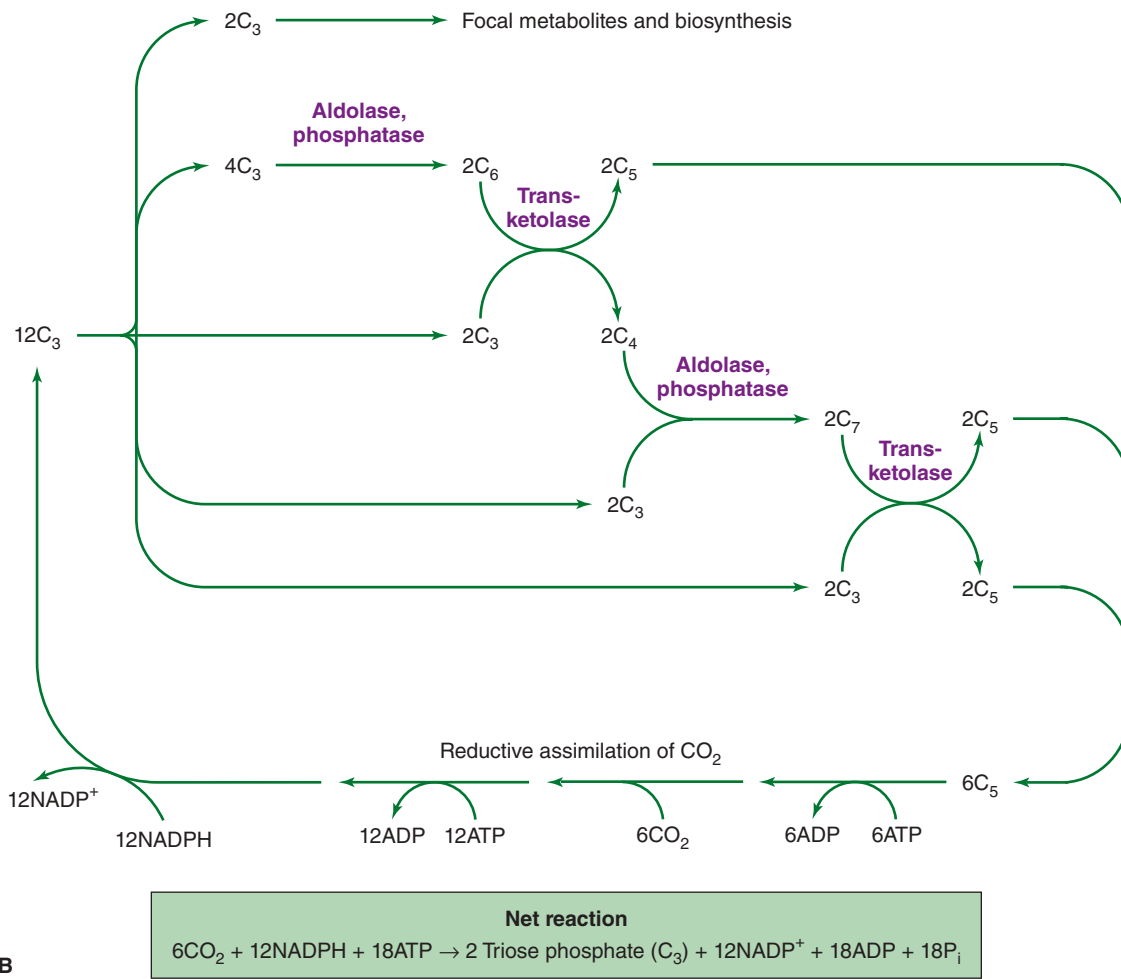 2C₃ Focal metabolites and biosynthesis
Aldolase,
phosphatase
4C₃ 2C₆ 2C₅
Trans-
ketolase
12C₃ 2C₃ 2C₄
Aldolase,
phosphatase
2C₇ 2C₅
Trans-
ketolase
2C₃
2C₃ 2C₅
Reductive assimilation of CO₂
6C₅
12NADP⁺
12NADPH 12ADP 12ATP 6CO₂ 6ADP 6ATP
Net reaction
6CO₂ + 12NADPH + 18ATP → 2 Triose phosphate (C₃) + 12NADP⁺ + 18ADP + 18Pᵢ
B